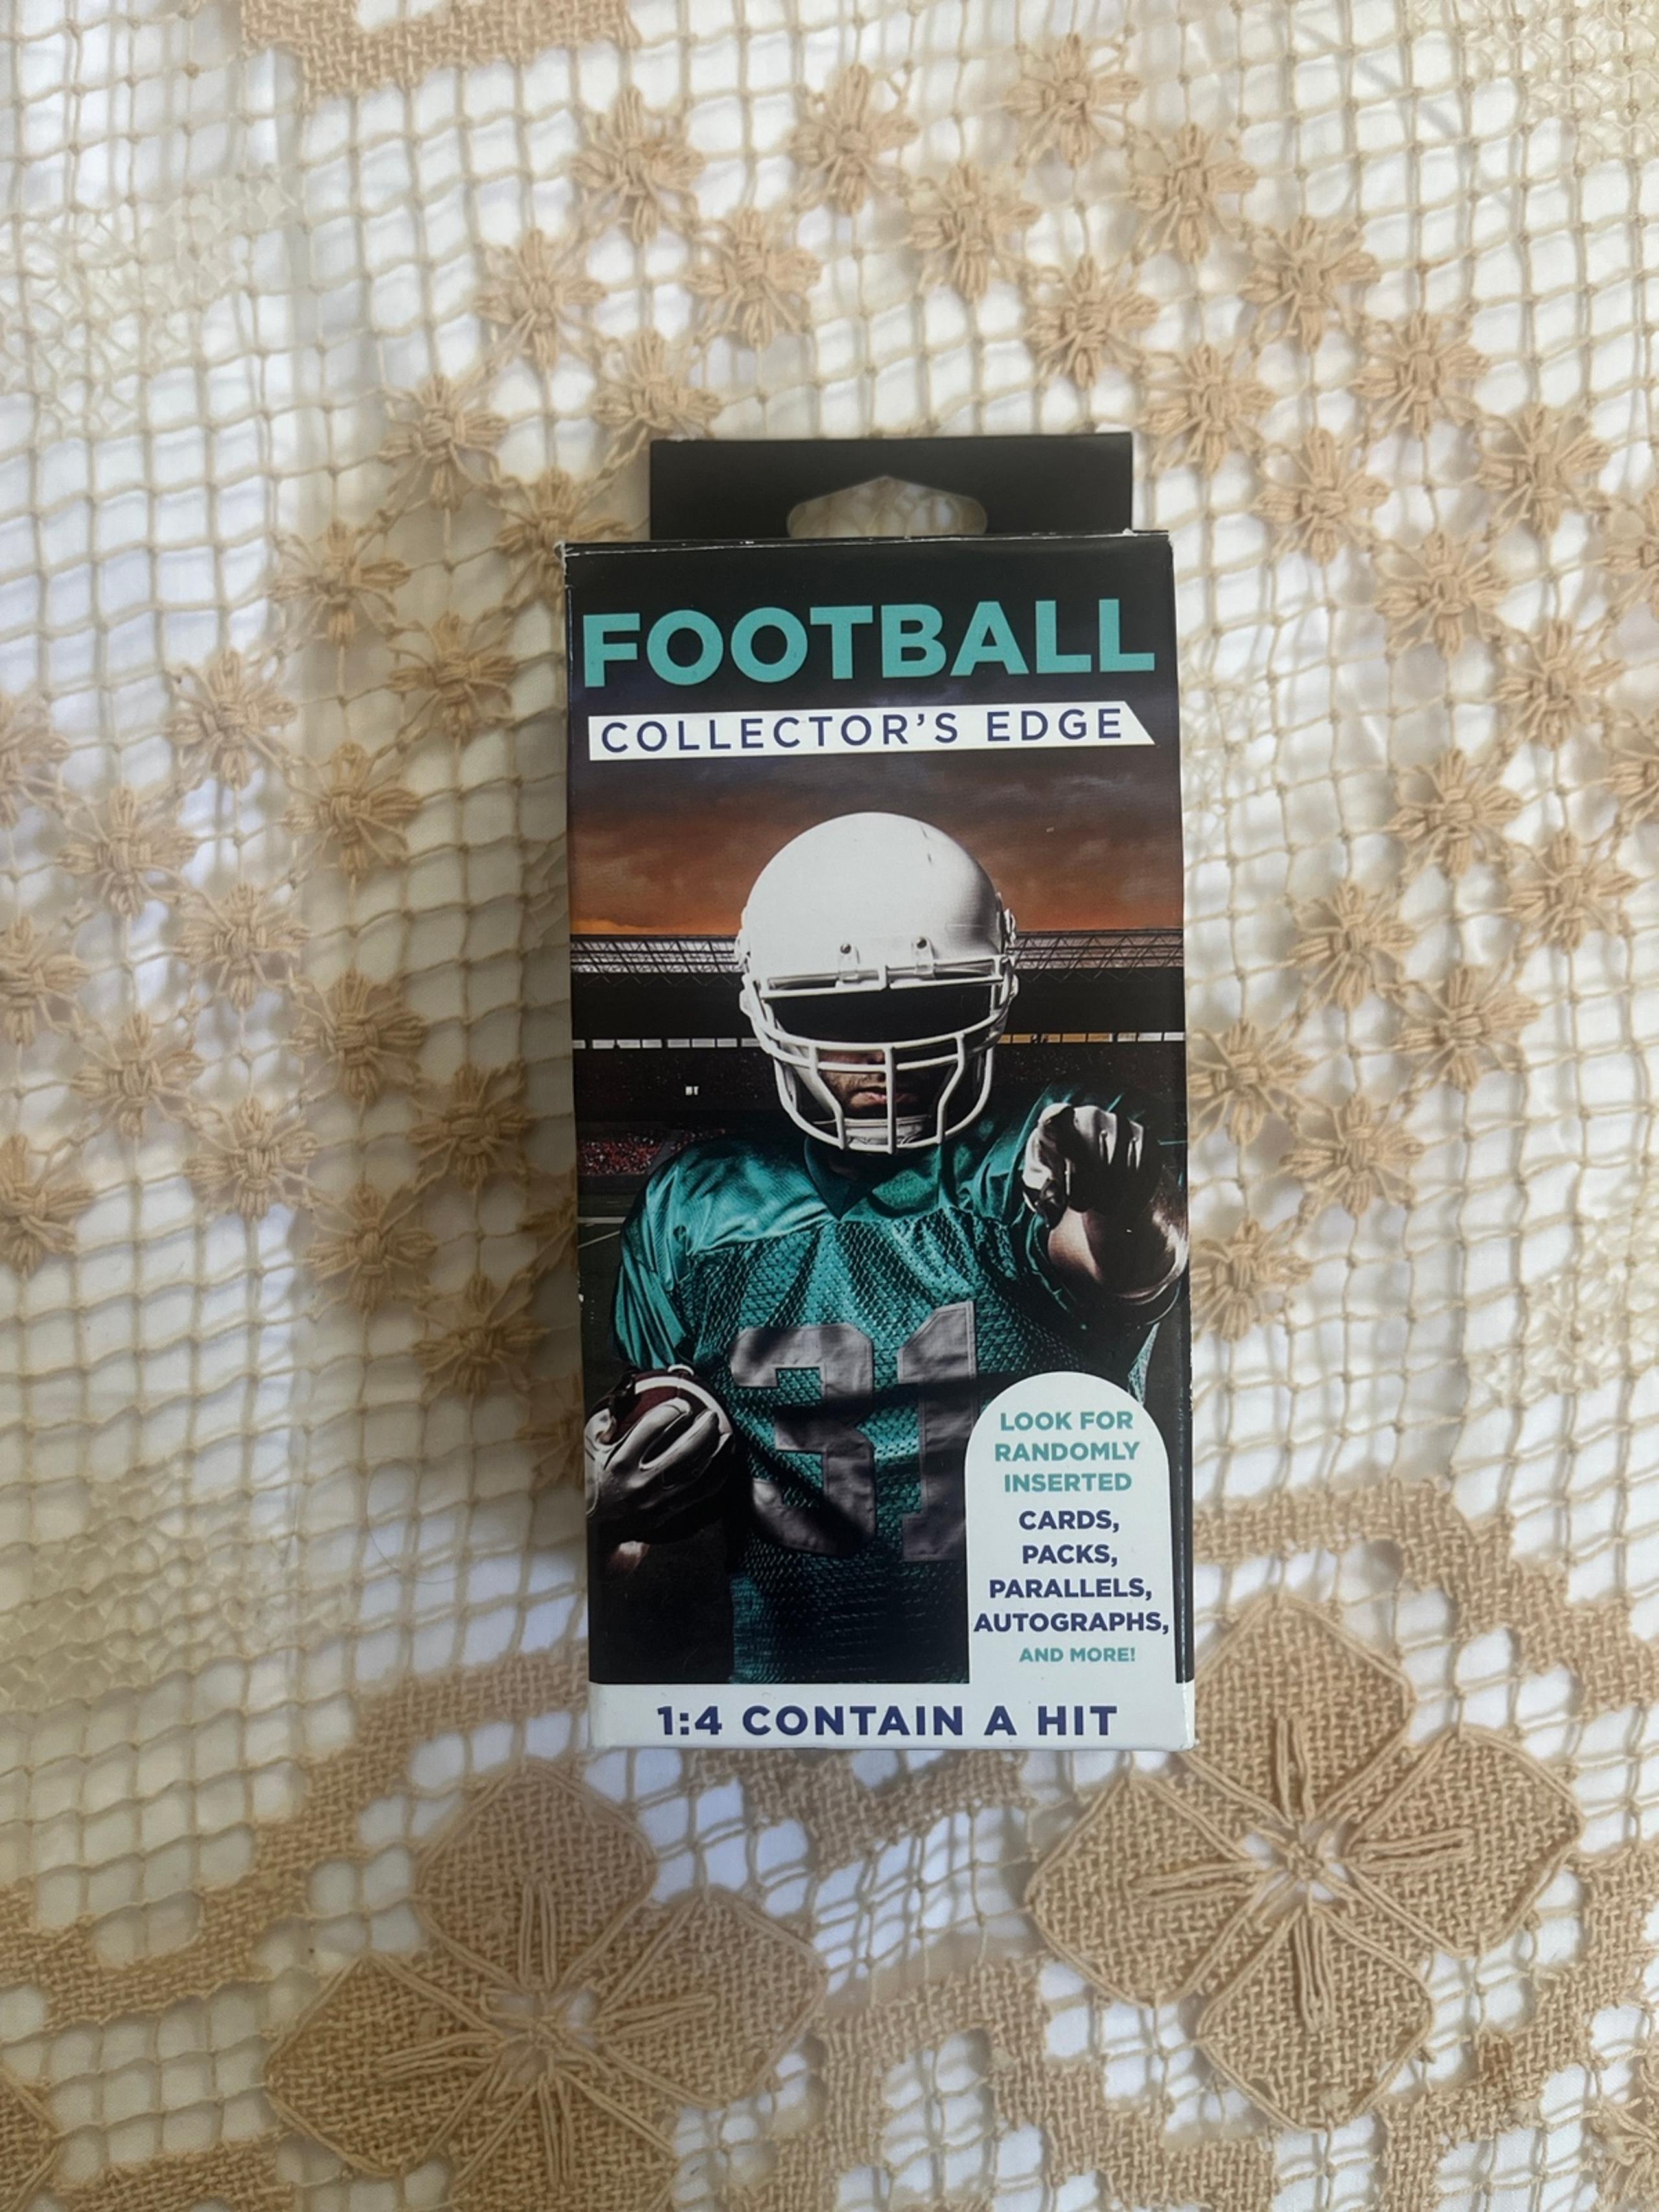 FOOTBALL
COLLECTOR'S EDGE
31
LOOK FOR
RANDOMLY
INSERTED
CARDS,
PACKS,
PARALLELS,
AUTOGRAPHS,
AND MORE!
1:4 CONTAIN A HIT